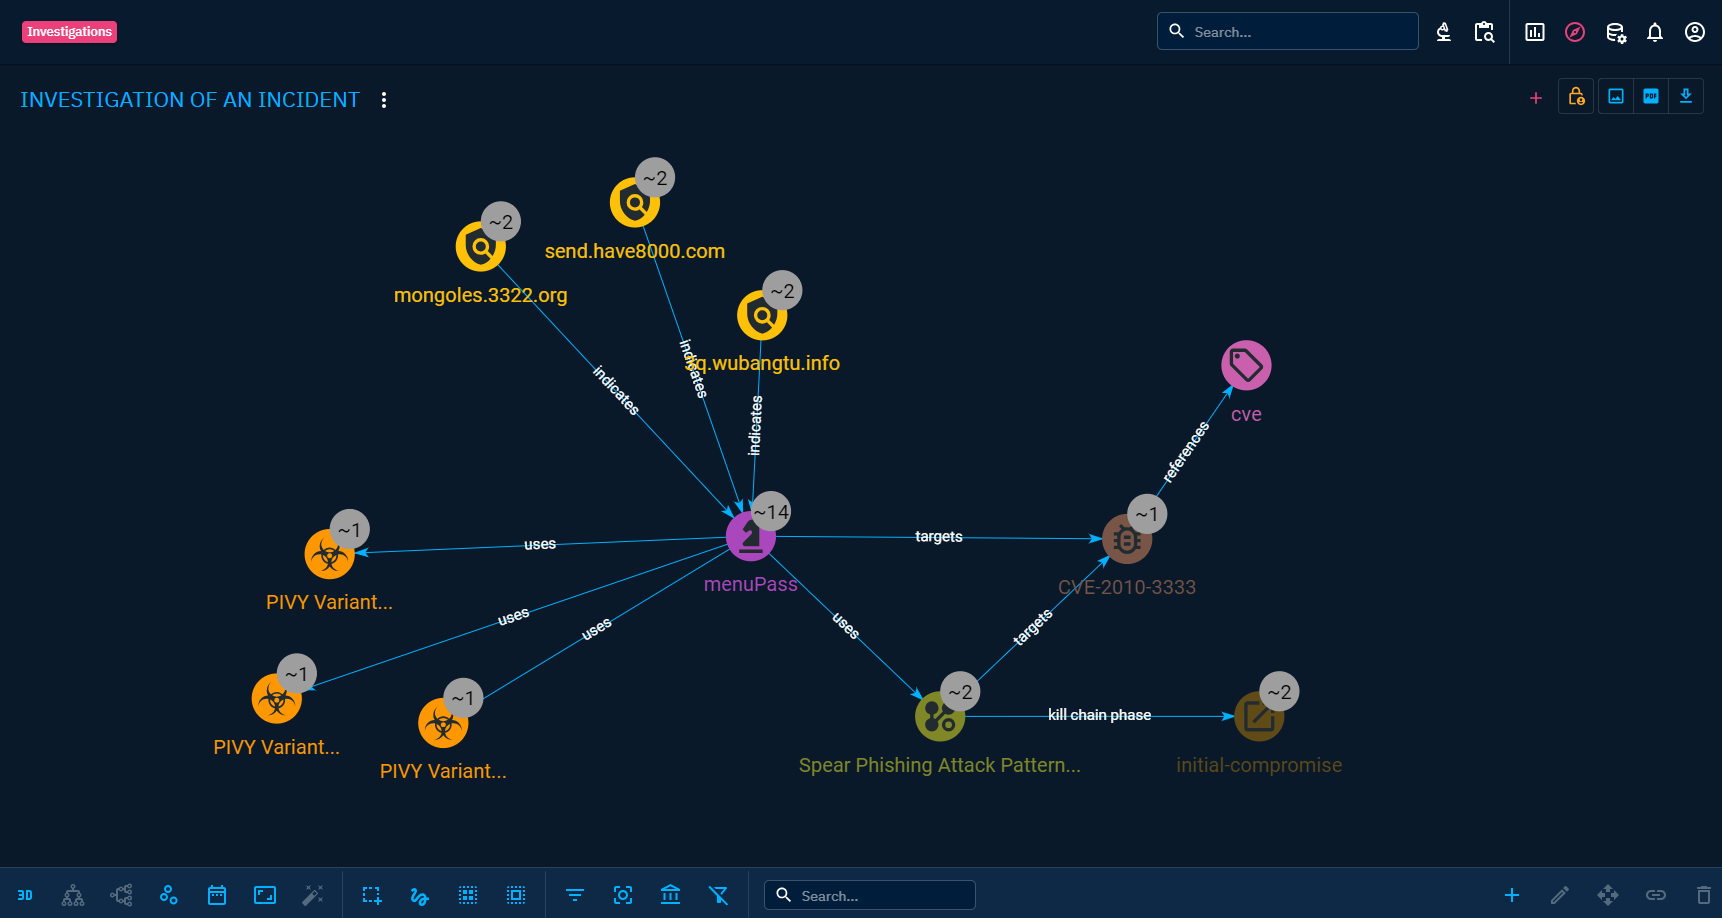 Investigations
Search...
INVESTIGATION OF AN INCIDENT
PDF
~2
send.have8000.com
~2
mongoles.3322.org
~2
q.wubangtu.info
indicates
indicates
indicates
cve
references
~14
menuPass
targets
~1
CVE-2010-3333
~1
PIVY Variant...
uses
uses
uses
uses
targets
~1
PIVY Variant...
~1
PIVY Variant...
~2
Spear Phishing Attack Pattern...
kill chain phase
~2
initial-compromise
3D
Search...